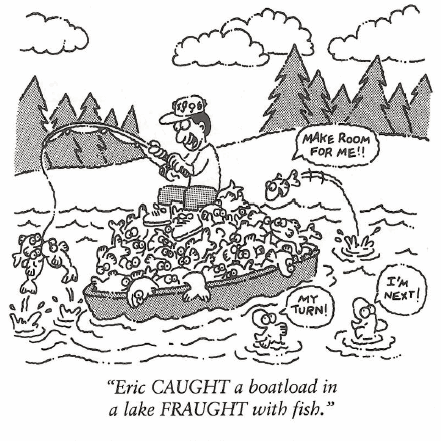 MAKE ROOM
FOR ME!!
I'M
NEXT!
MY
TURN!
"Eric CAUGHT a boatload in
a lake FRAUGHT with fish."